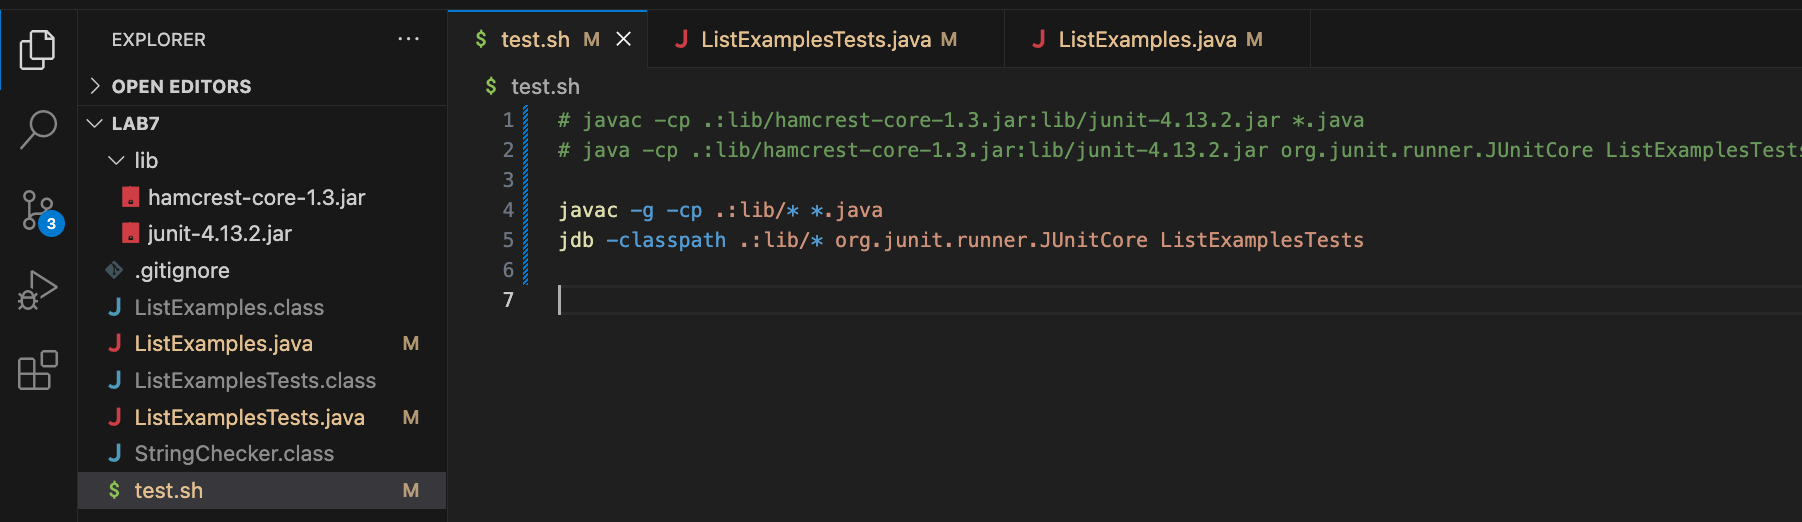 EXPLORER
OPEN EDITORS
LAB7
lib
hamcrest-core-1.3.jar
junit-4.13.2.jar
.gitignore
ListExamples.class
ListExamples.java M
ListExamplesTests.class
ListExamplesTests.java M
StringChecker.class
$ test.sh M
3
$ test.sh M
ListExamplesTests.java M
ListExamples.java M
$ test.sh
1 # javac -cp .:lib/hamcrest-core-1.3.jar:lib/junit-4.13.2.jar *.java
2 # java -cp .:lib/hamcrest-core-1.3.jar:lib/junit-4.13.2.jar org.junit.runner.JUnitCore ListExamplesTests
3
4 javac -g -cp .:lib/* *.java
5 jdb -classpath .:lib/* org.junit.runner.JUnitCore ListExamplesTests
6
7